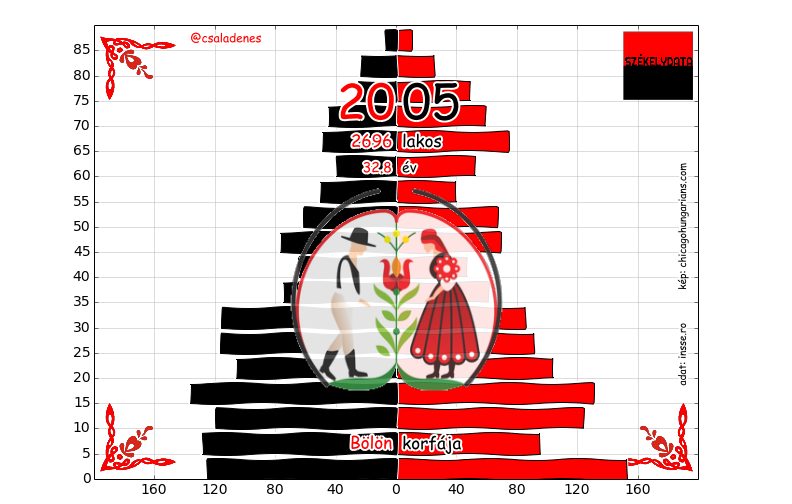 @csaladenes
SZÉKELYDATA
2005
2696 lakos
32.8 év
Bölön korfája
kép: chicagohungarians.com
adat: insse.ro
85
80
75
70
65
60
55
50
45
40
35
30
25
20
15
10
5
0
160 120 80 40 0 40 80 120 160